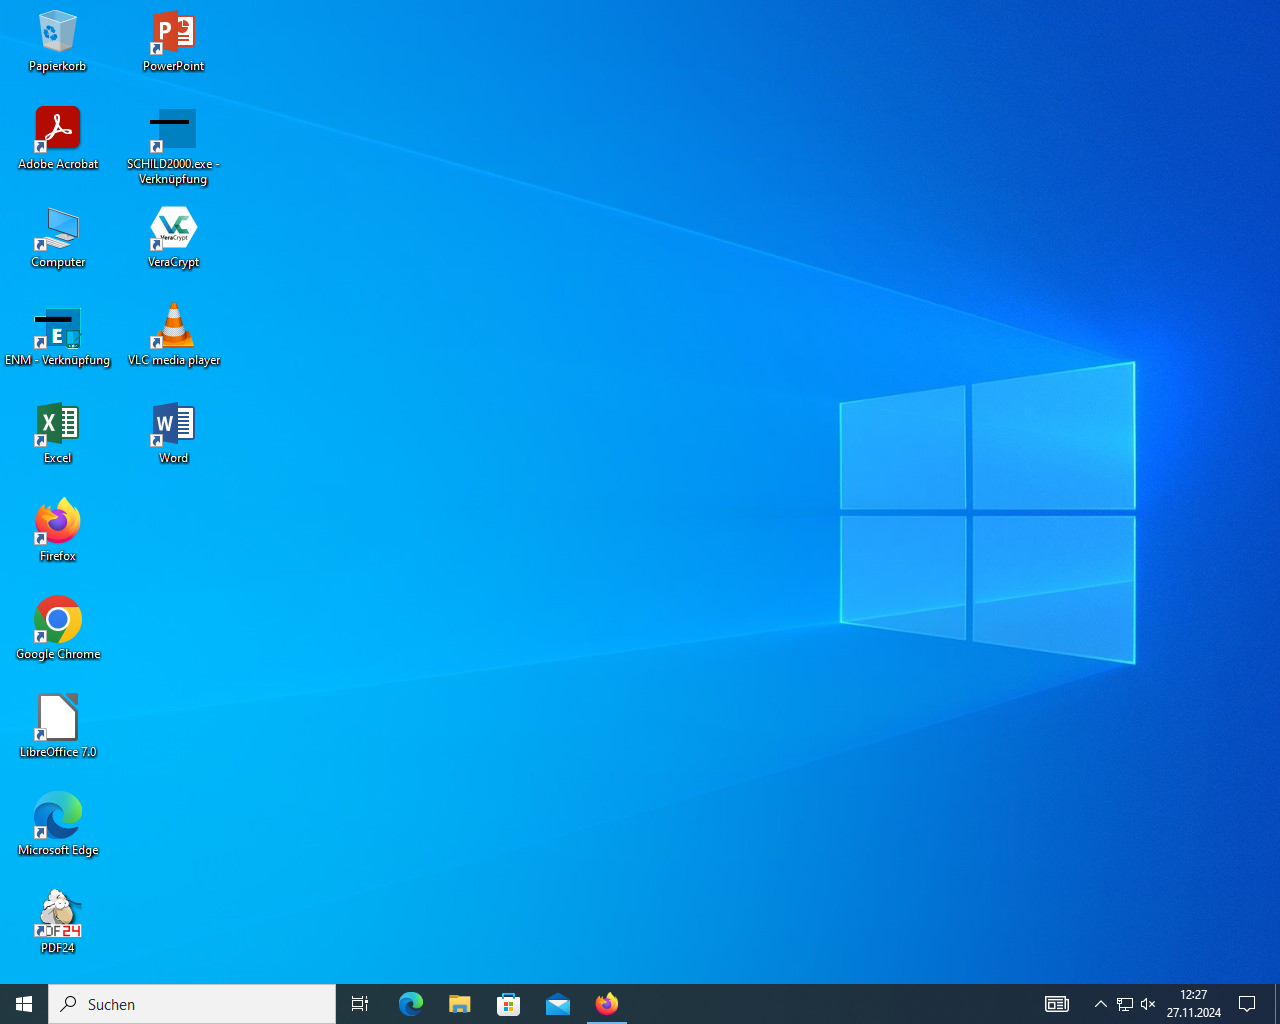 Papierkorb
PowerPoint
Adobe Acrobat
SCHILD2000.exe -
Verknüpfung
Computer
VeraCrypt
VeraCrypt
ENM - Verknüpfung
VLC media player
Excel
Word
Firefox
Google Chrome
LibreOffice 7.0
Microsoft Edge
PDF24
Suchen
12:27
27.11.2024